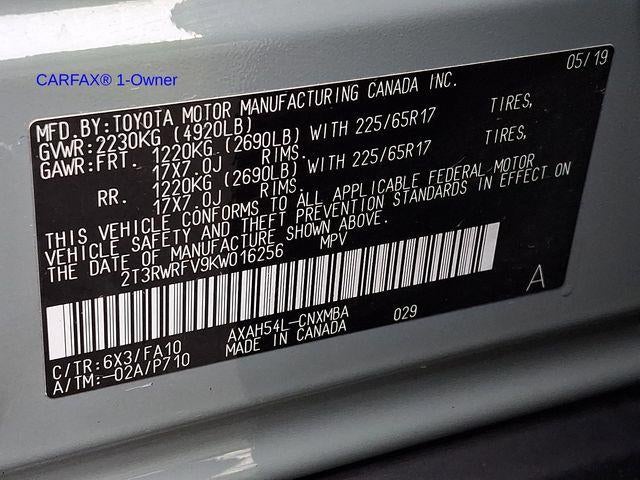 CARFAX® 1-Owner
05/19
MFD.BY:TOYOTA MOTOR MANUFACTURING CANADA INC.
GVWR:2230KG (4920LB)
GAWR:FRT. 1220KG (2690LB) WITH 225/65R17 TIRES,
17X7.0J RIMS.
RR. 1220KG (2690LB) WITH 225/65R17 TIRES,
17X7.0J RIMS.
THIS VEHICLE CONFORMS TO ALL APPLICABLE FEDERAL MOTOR
VEHICLE SAFETY AND THEFT PREVENTION STANDARDS IN EFFECT ON
THE DATE OF MANUFACTURE SHOWN ABOVE.
2T3RWRFV9KW016256 MPV
A
AXAH54L-CNXMBA 029
C/TR:6X3/FA10 MADE IN CANADA
A/TM:-02A/P710